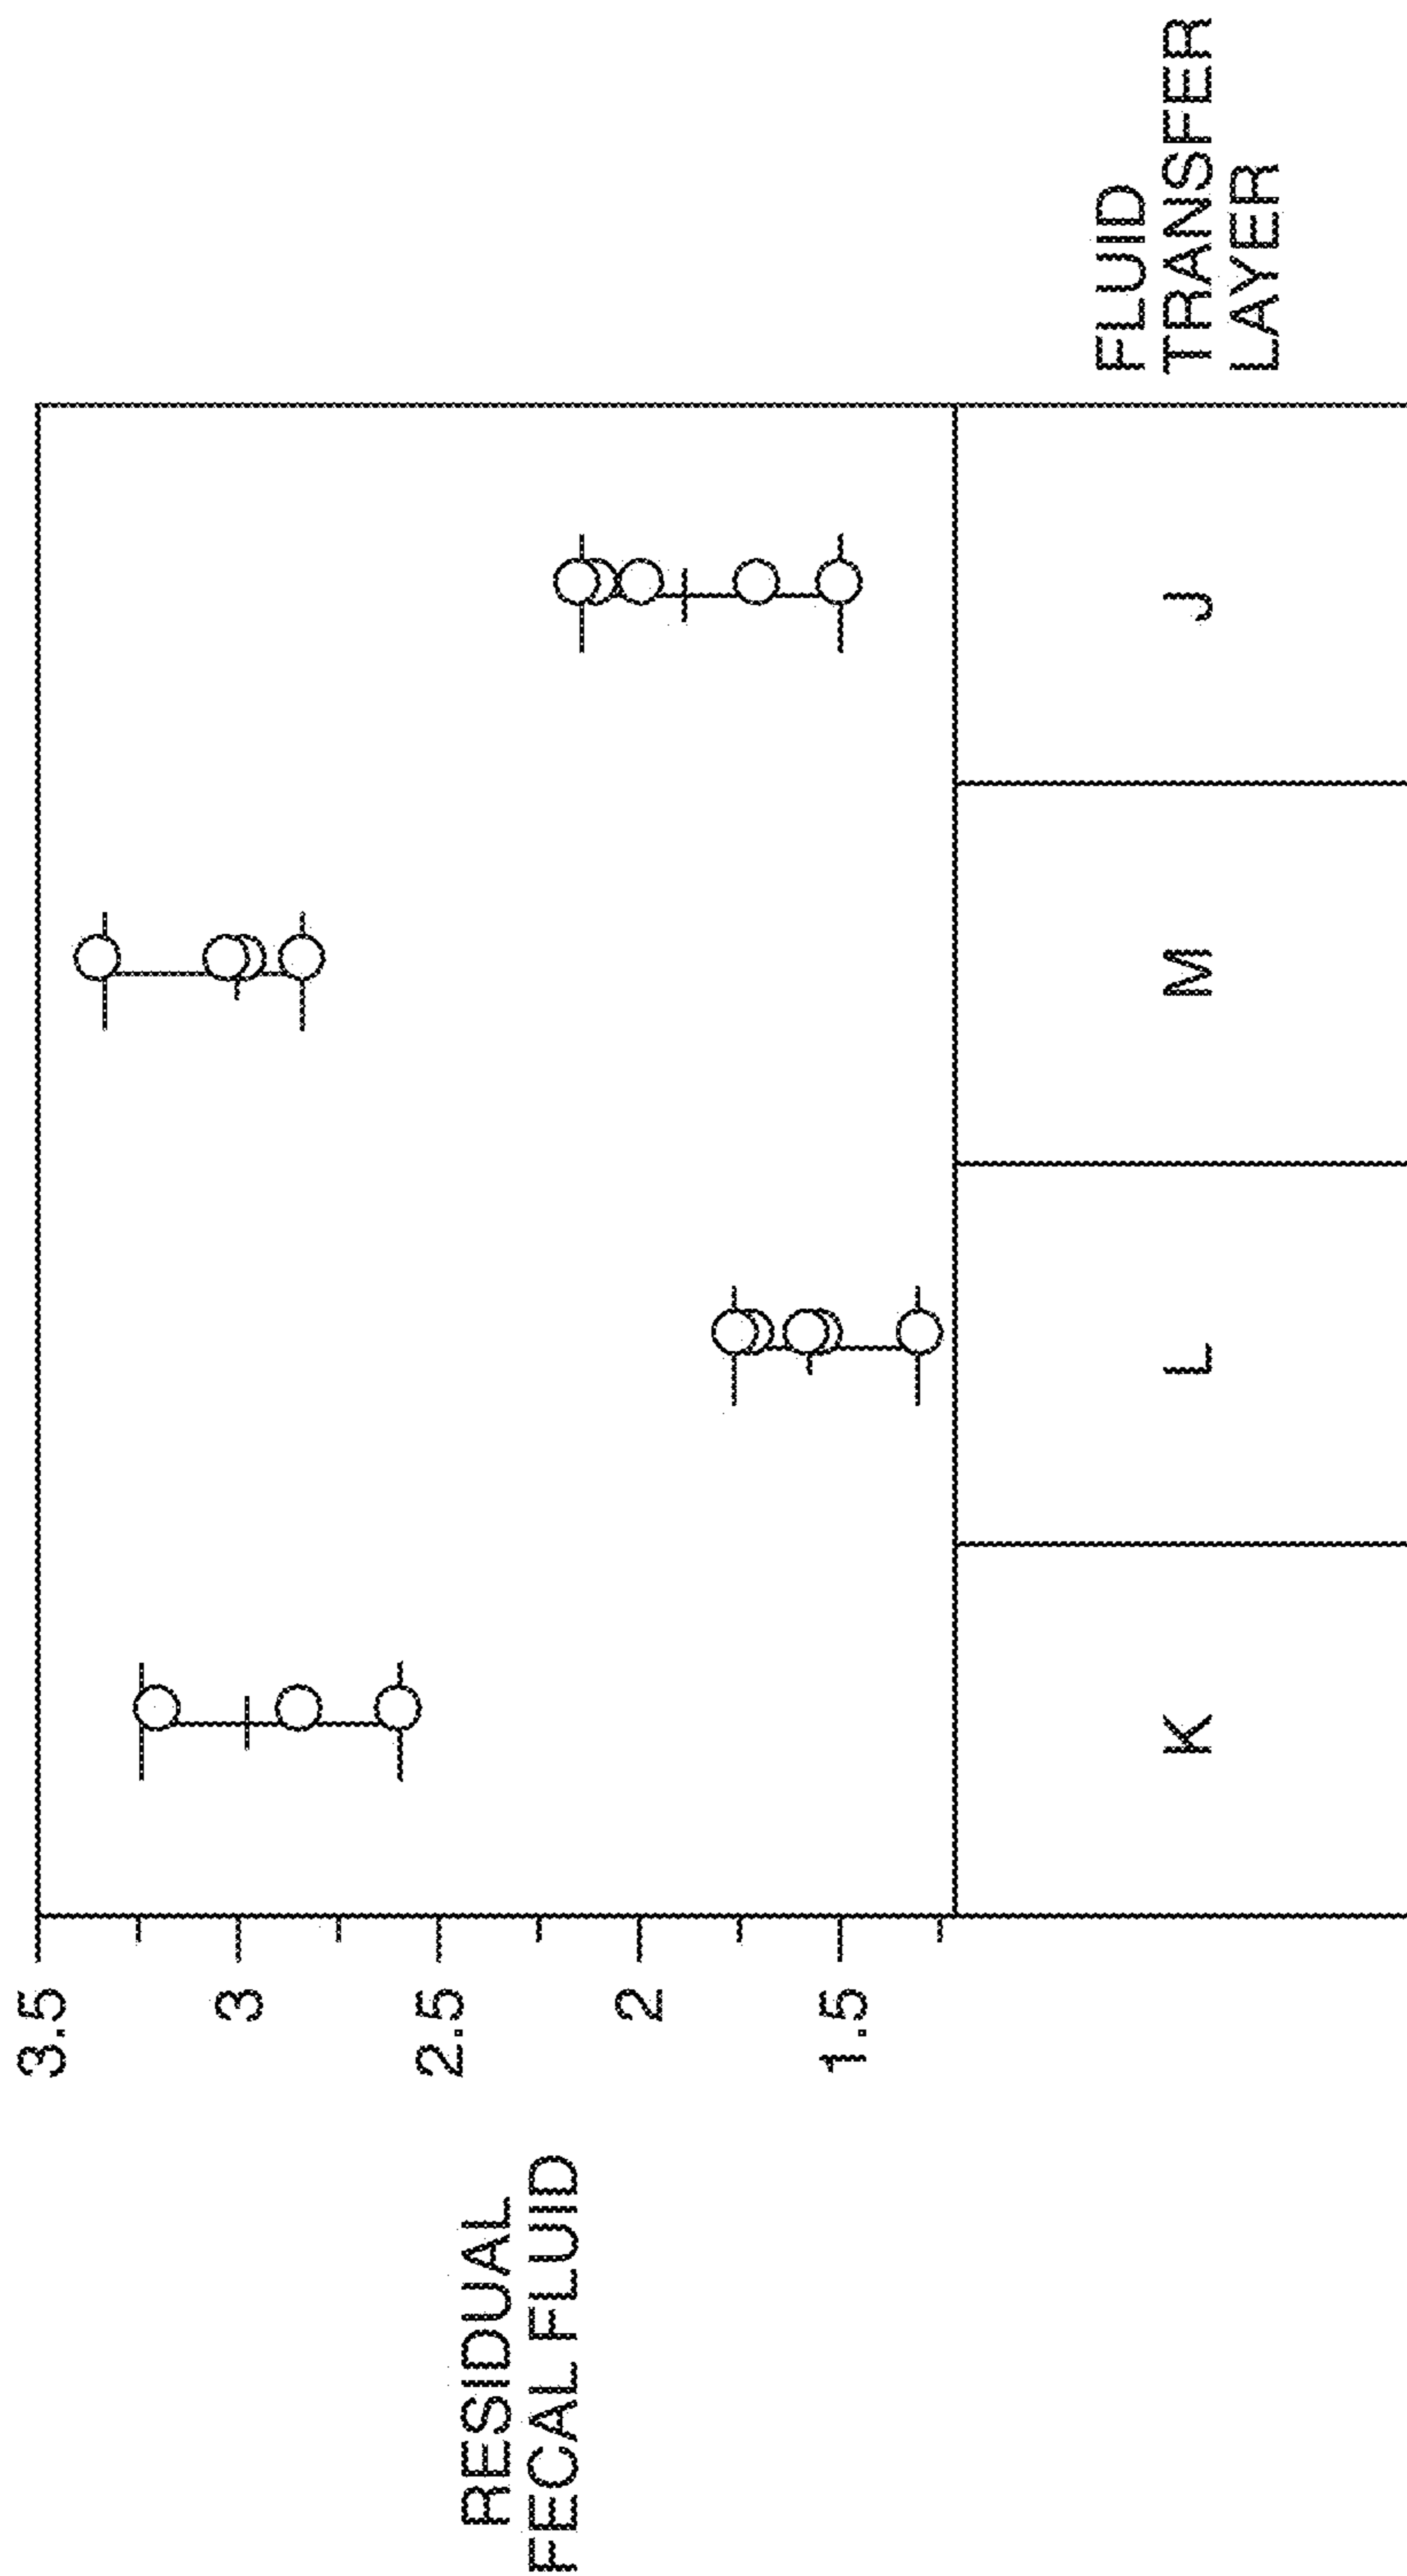 3.5
3
2.5
2
1.5
RESIDUAL
FECAL FLUID
K
L
M
J
FLUID
TRANSFER
LAYER